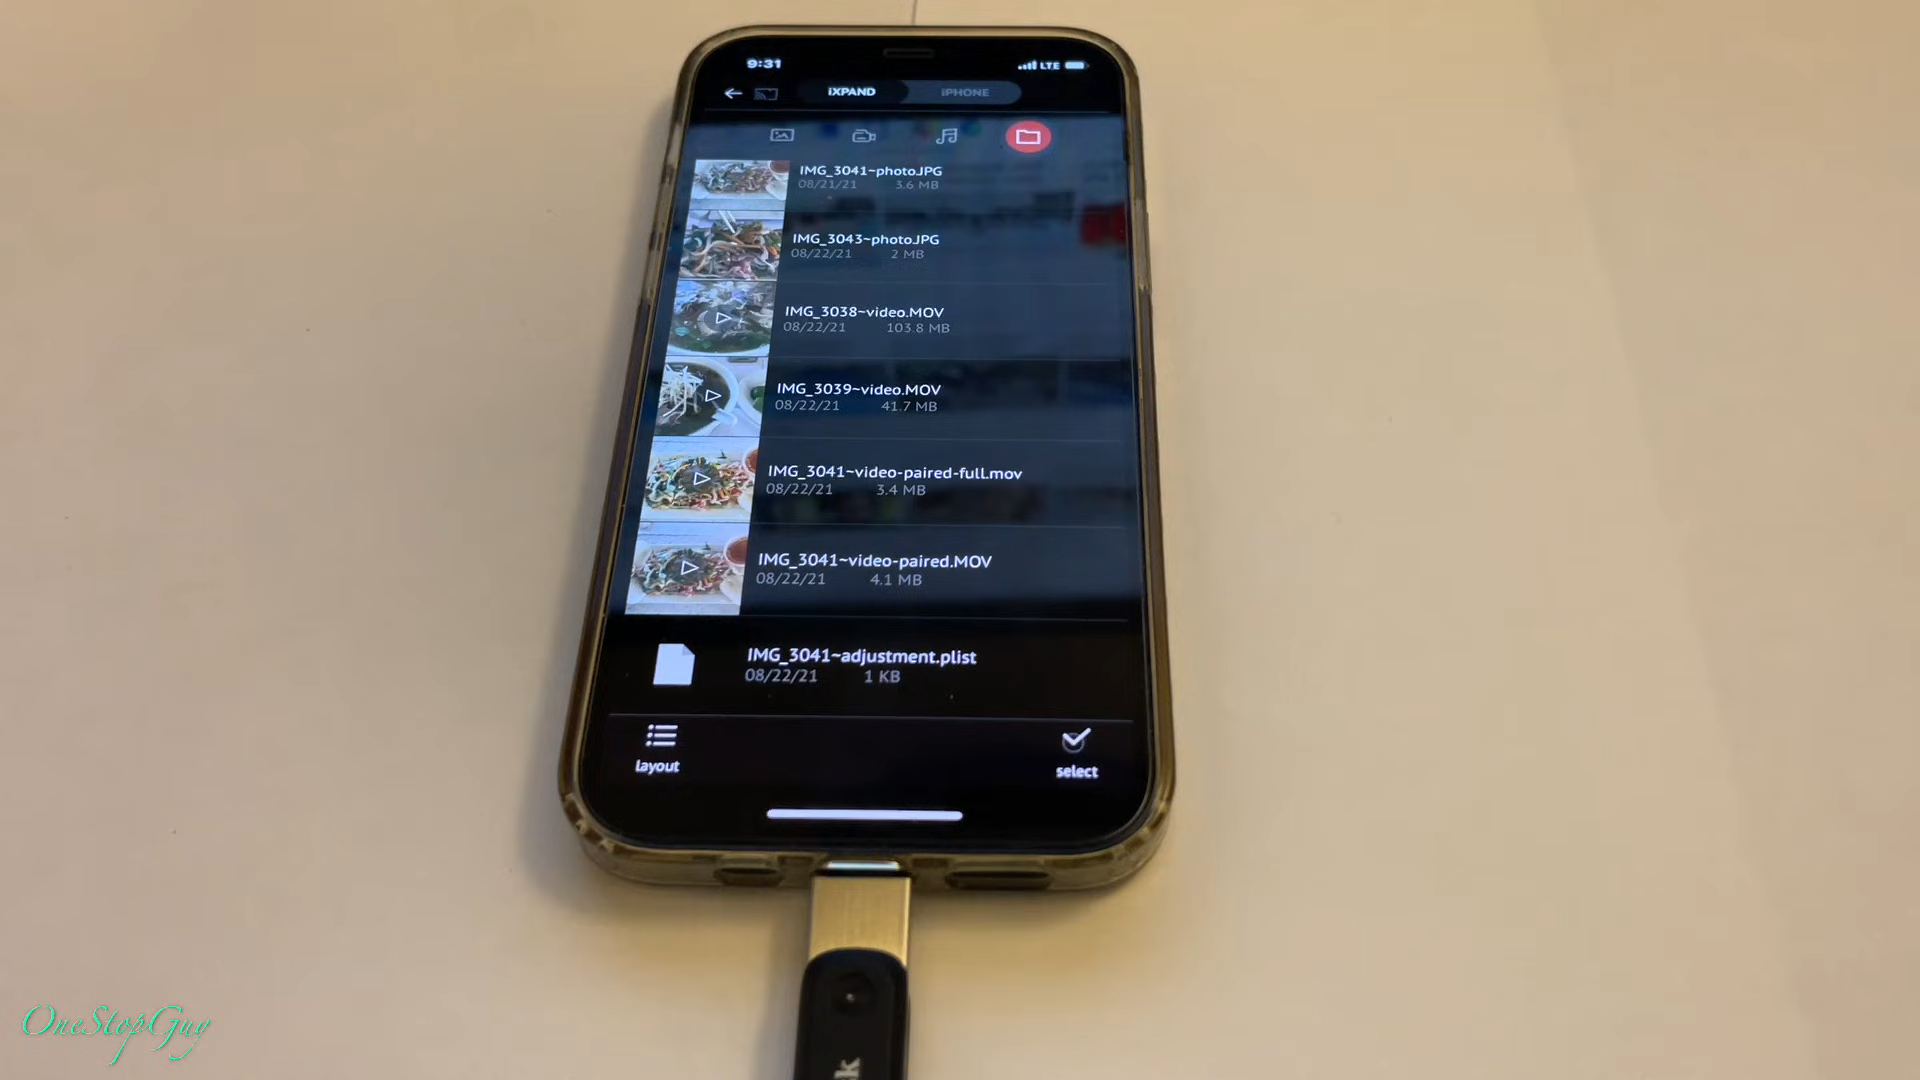 9:31
LTE
iXPAND
iPHONE
IMG_3041~photo.JPG
08/21/21 3.6 MB
IMG_3043~photo.JPG
08/22/21 2 MB
IMG_3038~video.MOV
08/22/21 103.8 MB
IMG_3039~video.MOV
08/22/21 41.7 MB
IMG_3041~video-paired-full.mov
08/22/21 3.4 MB
IMG_3041~video-paired.MOV
08/22/21 4.1 MB
IMG_3041~adjustment.plist
08/22/21 1 KB
layout
select
OneStopGuy